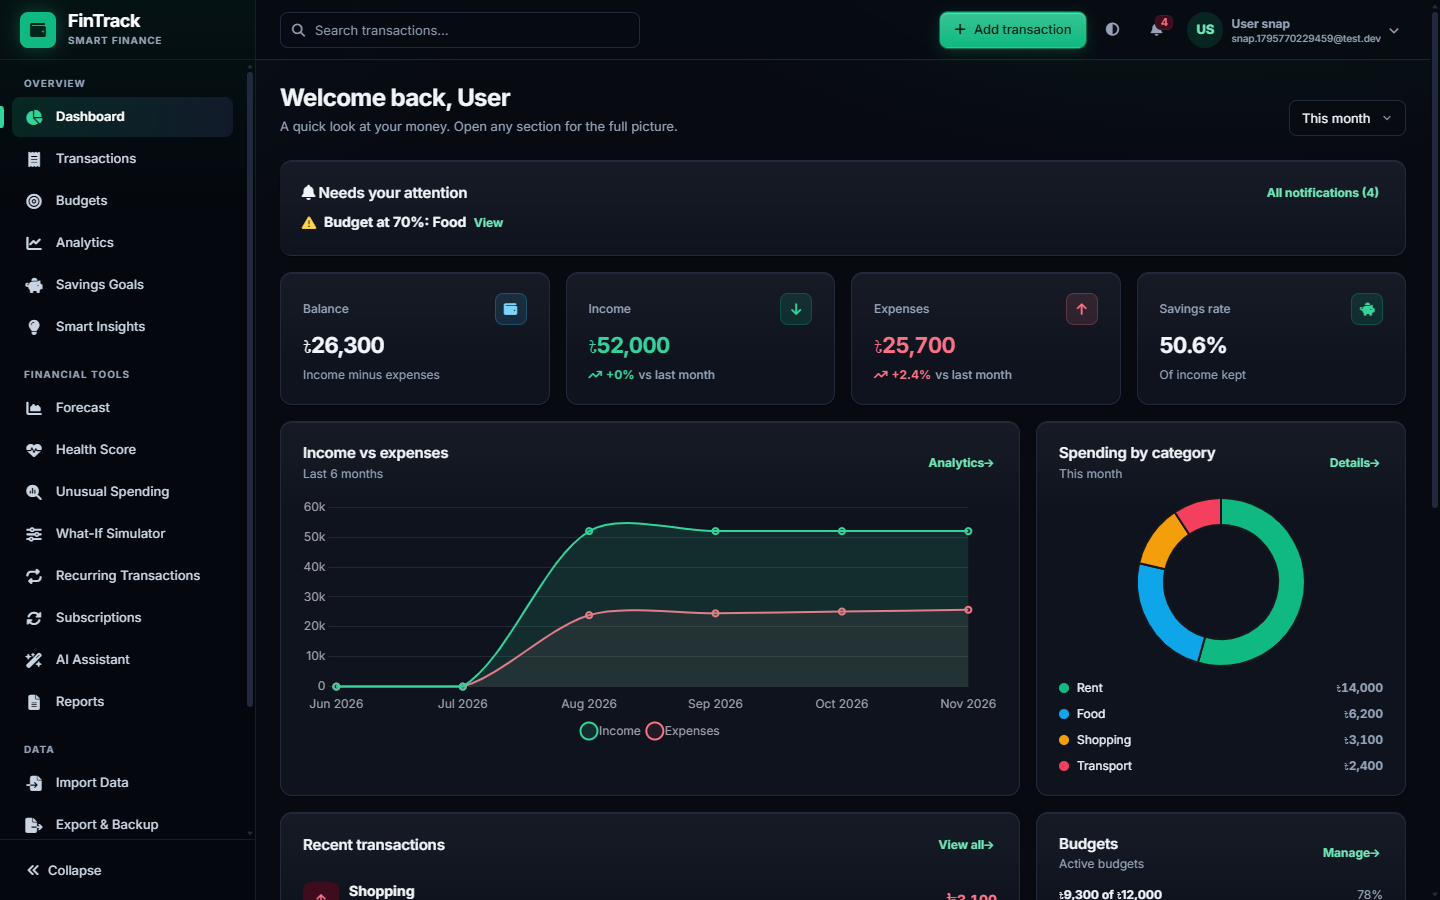 FinTrack
SMART FINANCE
Search transactions...
Add transaction
4
US
User snap
snap.1795770229459@test.dev
OVERVIEW
Dashboard
Transactions
Budgets
Analytics
Savings Goals
Smart Insights
FINANCIAL TOOLS
Forecast
Health Score
Unusual Spending
What-If Simulator
Recurring Transactions
Subscriptions
AI Assistant
Reports
DATA
Import Data
Export & Backup
Collapse
Welcome back, User
A quick look at your money. Open any section for the full picture.
This month
Needs your attention
All notifications (4)
Budget at 70%: Food View
Balance
৳26,300
Income minus expenses
Income
৳52,000
+0% vs last month
Expenses
৳25,700
+2.4% vs last month
Savings rate
50.6%
Of income kept
Income vs expenses
Last 6 months
Analytics→
60k
50k
40k
30k
20k
10k
0
Jun 2026 Jul 2026 Aug 2026 Sep 2026 Oct 2026 Nov 2026
Income Expenses
Spending by category
This month
Details→
Rent ৳14,000
Food ৳6,200
Shopping ৳3,100
Transport ৳2,400
Recent transactions
View all→
Shopping
৳3,100
Budgets
Active budgets
Manage→
৳9,300 of ৳12,000 78%